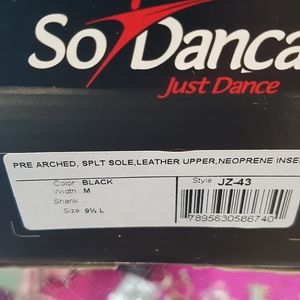 So Dança
Just Dance
PRE ARCHED, SPLT SOLE,LEATHER UPPER,NEOPRENE INSE
Color BLACK
Style JZ-43
Width M
Shank
Size 9½ L
7895630586740